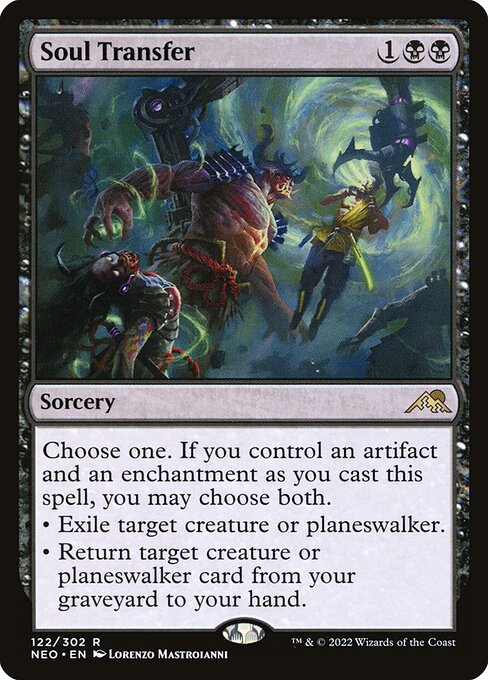 Soul Transfer 1
Sorcery
Choose one. If you control an artifact
and an enchantment as you cast this
spell, you may choose both.
• Exile target creature or planeswalker.
• Return target creature or
planeswalker card from your
graveyard to your hand.
122/302 R
NEO • EN Lorenzo Mastroianni
™ & © 2022 Wizards of the Coast